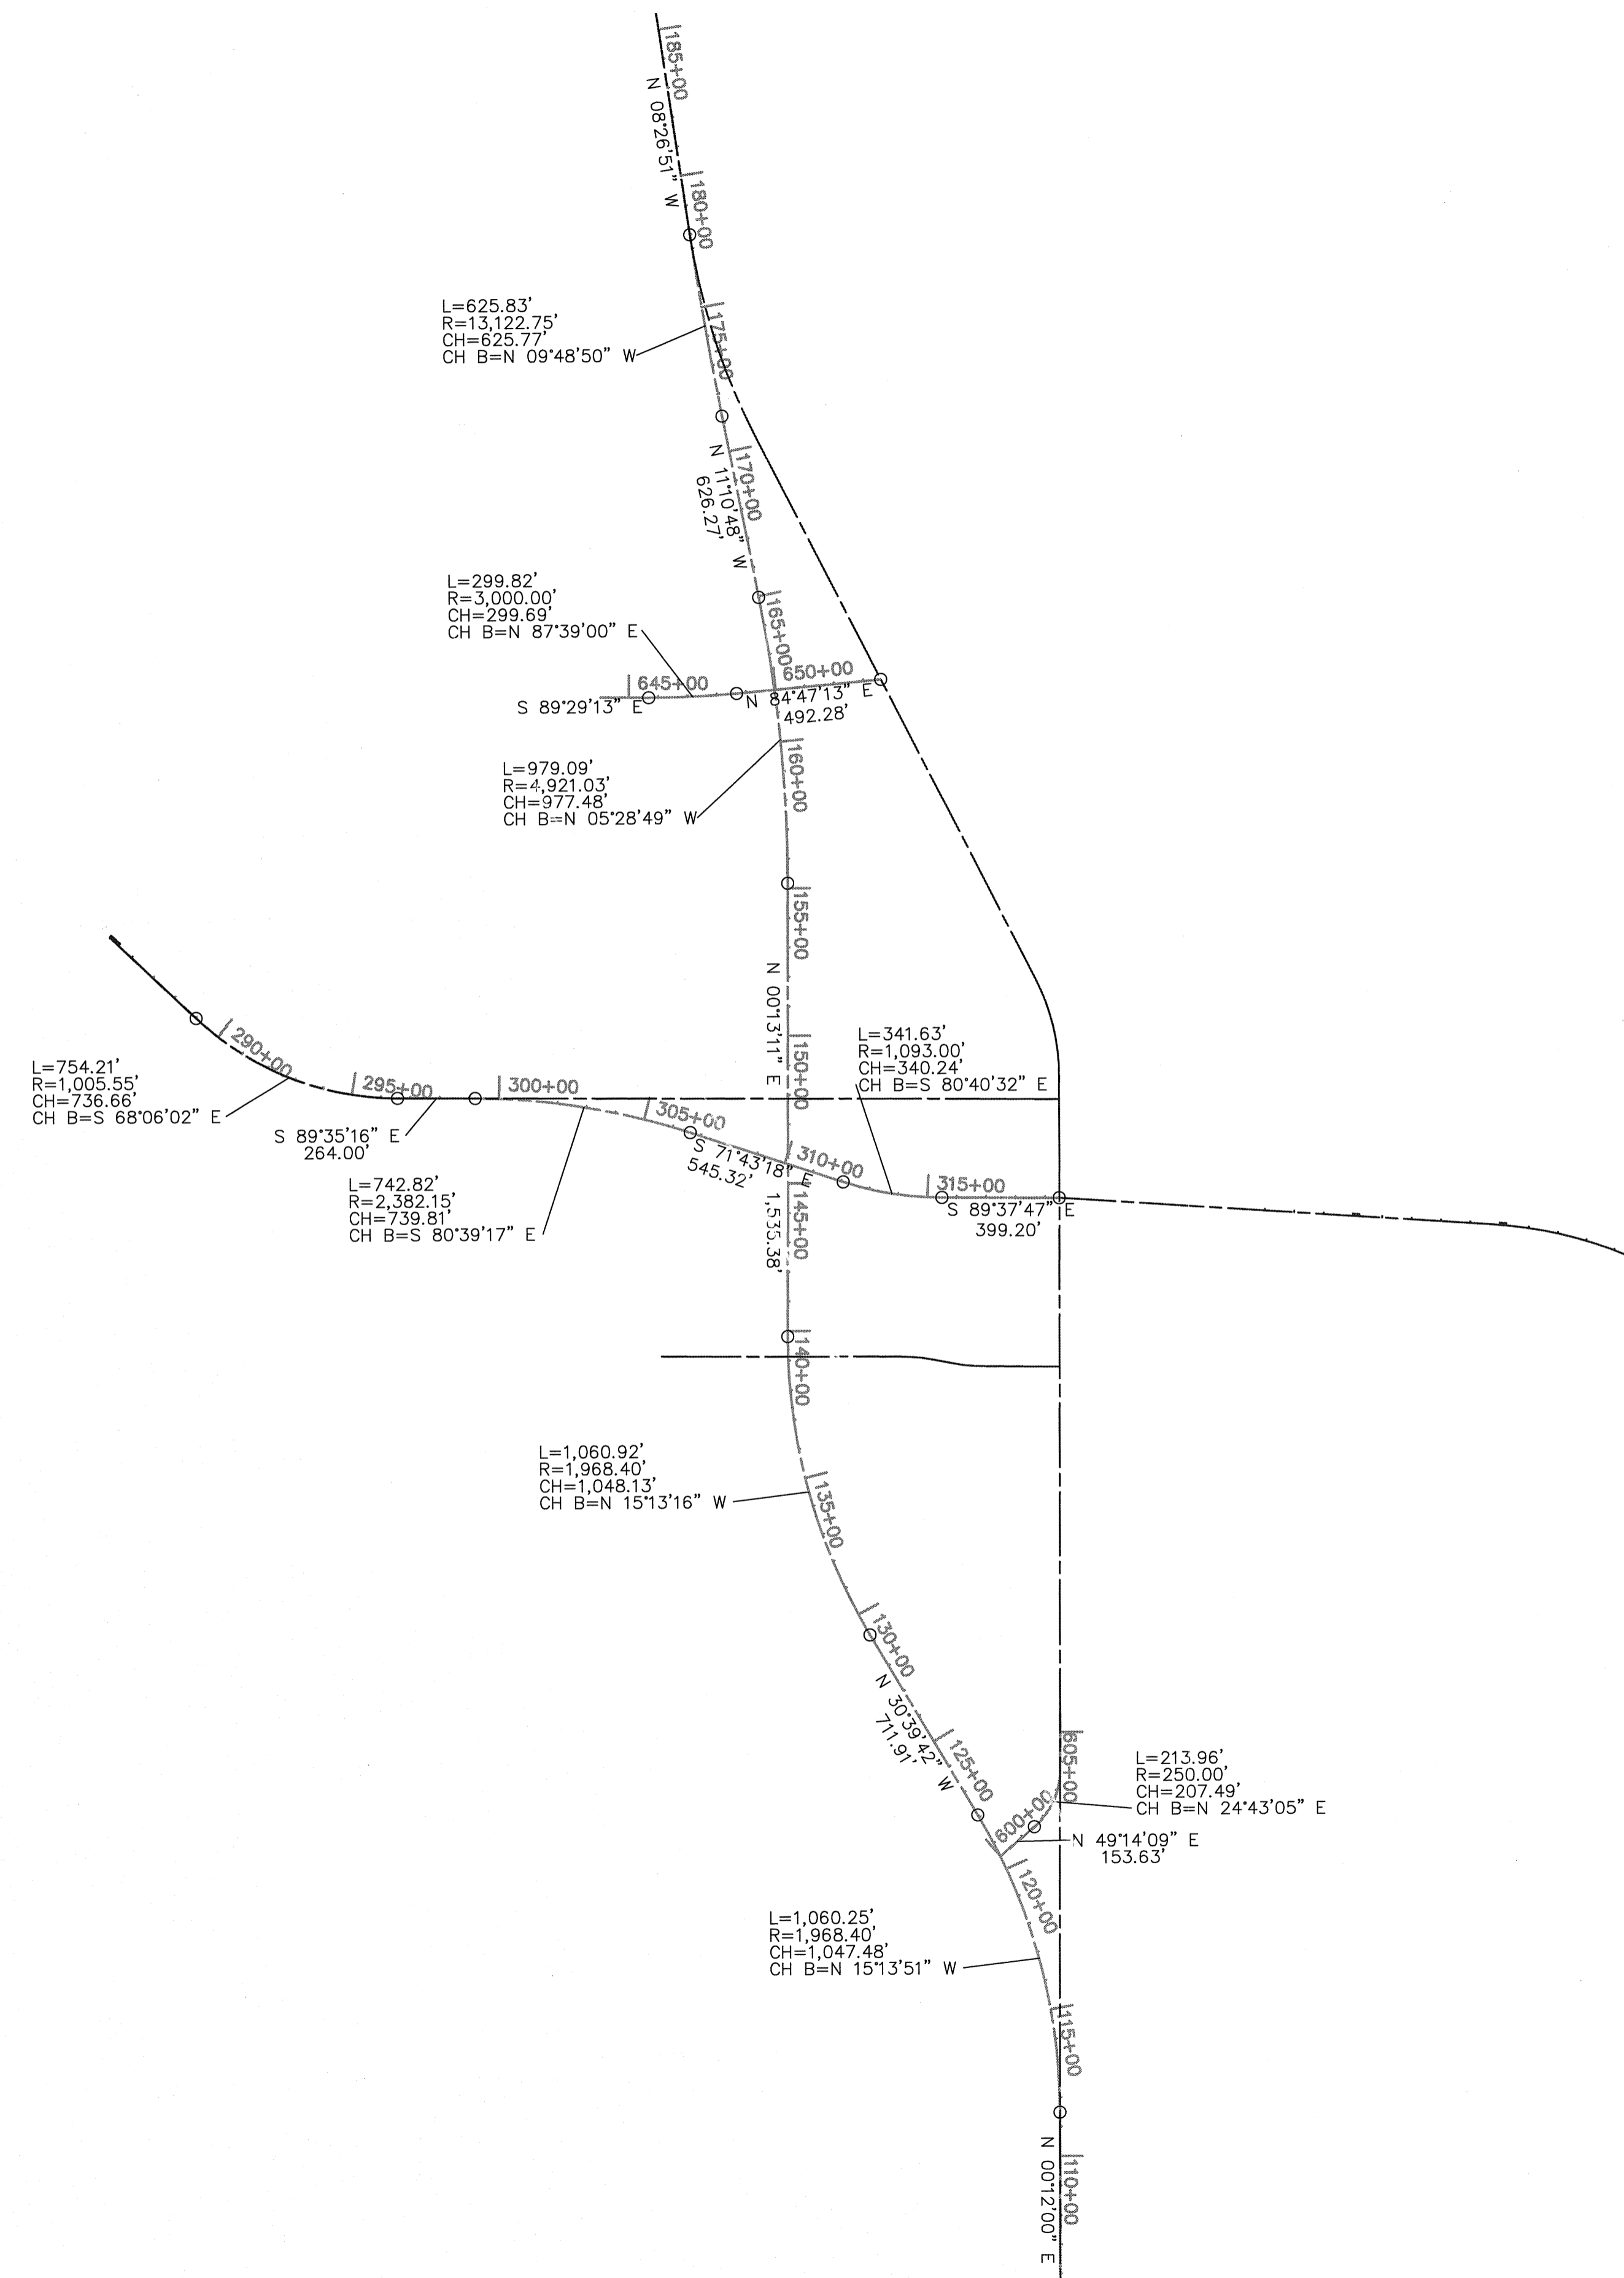 185+00
N 08°26'51" W
180+00
L=625.83'
R=13,122.75'
CH=625.77'
CH B=N 09°48'50" W
175+00
170+00
N 11°10'48" W
626.27'
L=299.82'
R=3,000.00'
CH=299.69'
CH B=N 87°39'00" E
165+00
650+00
645+00
N 84°47'13" E
492.28'
S 89°29'13" E
160+00
L=979.09'
R=4,921.03'
CH=977.48'
CH B=N 05°28'49" W
155+00
N 00°13'11" E
1,535.38'
150+00
L=341.63'
R=1,093.00'
CH=340.24'
CH B=S 80°40'32" E
290+00
L=754.21'
R=1,005.55'
CH=736.66'
CH B=S 68°06'02" E
295+00
300+00
305+00
S 89°35'16" E
264.00'
S 71°43'18" E
545.32'
310+00
315+00
L=742.82'
R=2,382.15'
CH=739.81'
CH B=S 80°39'17" E
145+00
S 89°37'47" E
399.20'
140+00
L=1,060.92'
R=1,968.40'
CH=1,048.13'
CH B=N 15°13'16" W
135+00
130+00
N 30°39'42" W
711.91'
125+00
605+00
L=213.96'
R=250.00'
CH=207.49'
CH B=N 24°43'05" E
600+00
N 49°14'09" E
153.63'
120+00
L=1,060.25'
R=1,968.40'
CH=1,047.48'
CH B=N 15°13'51" W
115+00
110+00
N 00°12'00" E